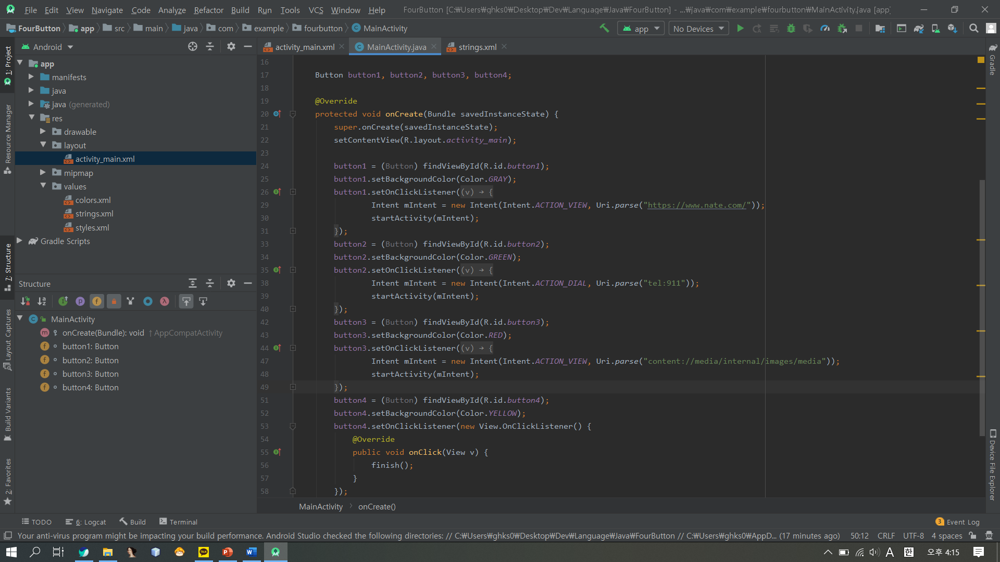 File Edit View Navigate Code Analyze Refactor Build Run Tools VCS Window Help FourButton [C:₩Users₩ghks0₩Desktop₩Dev₩Language₩Java₩FourButton] - ...₩java₩com₩example₩fourbutton₩MainActivity.java [app]
FourButton app src main java com example fourbutton MainActivity app No Devices
Android
activity_main.xml MainActivity.java strings.xml
1: Project
Resource Manager
7: Structure
Layout Captures
Build Variants
2: Favorites
app
manifests
java
java (generated)
res
drawable
layout
activity_main.xml
mipmap
values
colors.xml
strings.xml
styles.xml
Gradle Scripts
Structure
MainActivity
onCreate(Bundle): void ↑AppCompatActivity
button1: Button
button2: Button
button3: Button
button4: Button
16
17 Button button1, button2, button3, button4;
18
19 @Override
20 protected void onCreate(Bundle savedInstanceState) {
21 super.onCreate(savedInstanceState);
22 setContentView(R.layout.activity_main);
23
24 button1 = (Button) findViewById(R.id.button1);
25 button1.setBackgroundColor(Color.GRAY);
26 button1.setOnClickListener((v) → {
29 Intent mIntent = new Intent(Intent.ACTION_VIEW, Uri.parse("https://www.nate.com/"));
30 startActivity(mIntent);
31 });
33 button2 = (Button) findViewById(R.id.button2);
34 button2.setBackgroundColor(Color.GREEN);
35 button2.setOnClickListener((v) → {
38 Intent mIntent = new Intent(Intent.ACTION_DIAL, Uri.parse("tel:911"));
39 startActivity(mIntent);
40 });
42 button3 = (Button) findViewById(R.id.button3);
43 button3.setBackgroundColor(Color.RED);
44 button3.setOnClickListener((v) → {
47 Intent mIntent = new Intent(Intent.ACTION_VIEW, Uri.parse("content://media/internal/images/media"));
48 startActivity(mIntent);
49 });
51 button4 = (Button) findViewById(R.id.button4);
52 button4.setBackgroundColor(Color.YELLOW);
53 button4.setOnClickListener(new View.OnClickListener() {
54 @Override
55 public void onClick(View v) {
56 finish();
57 }
58 });
MainActivity onCreate()
Gradle
Device File Explorer
TODO 6: Logcat Build Terminal 3 Event Log
Your anti-virus program might be impacting your build performance. Android Studio checked the following directories: // C:₩Users₩ghks0₩Desktop₩Dev₩Language₩Java₩FourButton // C:₩Users₩ghks0₩AppD... (17 minutes ago) 50:12 CRLF UTF-8 4 spaces
TALK A 한 오후 4:15